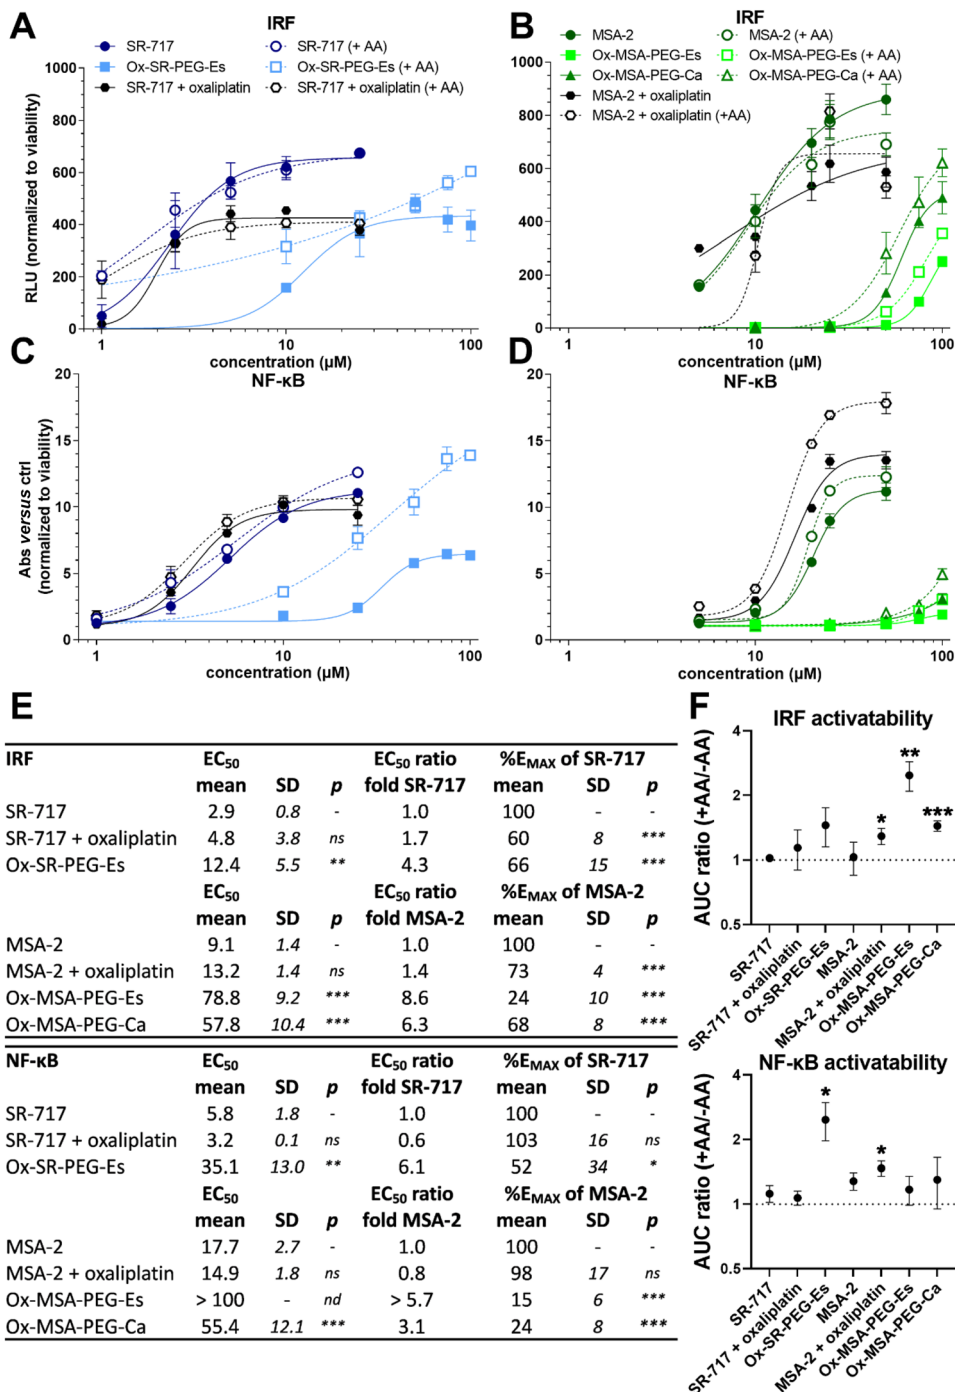 A
IRF
SR-717
SR-717 (+ AA)
Ox-SR-PEG-Es
Ox-SR-PEG-Es (+ AA)
SR-717 + oxaliplatin
SR-717 + oxaliplatin (+ AA)
RLU (normalized to viability)
1000
800
600
400
200
0
1
10
100
concentration (μM)
B
IRF
MSA-2
MSA-2 (+ AA)
Ox-MSA-PEG-Es
Ox-MSA-PEG-Es (+ AA)
Ox-MSA-PEG-Ca
Ox-MSA-PEG-Ca (+ AA)
MSA-2 + oxaliplatin
MSA-2 + oxaliplatin (+AA)
1000
800
600
400
200
0
1
10
100
concentration (μM)
C
NF-κB
Abs versus ctrl
(normalized to viability)
20
15
10
5
0
1
10
100
concentration (μM)
D
NF-κB
20
15
10
5
0
1
10
100
concentration (μM)
E
IRF EC50 EC50 ratio %EMAX of SR-717
mean SD p fold SR-717 mean SD p
SR-717 2.9 0.8 - 1.0 100 - -
SR-717 + oxaliplatin 4.8 3.8 ns 1.7 60 8 ***
Ox-SR-PEG-Es 12.4 5.5 ** 4.3 66 15 ***
EC50 EC50 ratio %EMAX of MSA-2
mean SD p fold MSA-2 mean SD p
MSA-2 9.1 1.4 - 1.0 100 - -
MSA-2 + oxaliplatin 13.2 1.4 ns 1.4 73 4 ***
Ox-MSA-PEG-Es 78.8 9.2 *** 8.6 24 10 ***
Ox-MSA-PEG-Ca 57.8 10.4 *** 6.3 68 8 ***
NF-κB EC50 EC50 ratio %EMAX of SR-717
mean SD p fold SR-717 mean SD p
SR-717 5.8 1.8 - 1.0 100 - -
SR-717 + oxaliplatin 3.2 0.1 ns 0.6 103 16 ns
Ox-SR-PEG-Es 35.1 13.0 ** 6.1 52 34 *
EC50 EC50 ratio %EMAX of MSA-2
mean SD p fold MSA-2 mean SD p
MSA-2 17.7 2.7 - 1.0 100 - -
MSA-2 + oxaliplatin 14.9 1.8 ns 0.8 98 17 ns
Ox-MSA-PEG-Es > 100 - nd > 5.7 15 6 ***
Ox-MSA-PEG-Ca 55.4 12.1 *** 3.1 24 8 ***
F
IRF activatability
AUC ratio (+AA/-AA)
4
2
1
0.5
*
**
***
SR-717
SR-717 + oxaliplatin
Ox-SR-PEG-Es
MSA-2
MSA-2 + oxaliplatin
Ox-MSA-PEG-Es
Ox-MSA-PEG-Ca
NF-κB activatability
AUC ratio (+AA/-AA)
4
2
1
0.5
*
*
SR-717
SR-717 + oxaliplatin
Ox-SR-PEG-Es
MSA-2
MSA-2 + oxaliplatin
Ox-MSA-PEG-Es
Ox-MSA-PEG-Ca